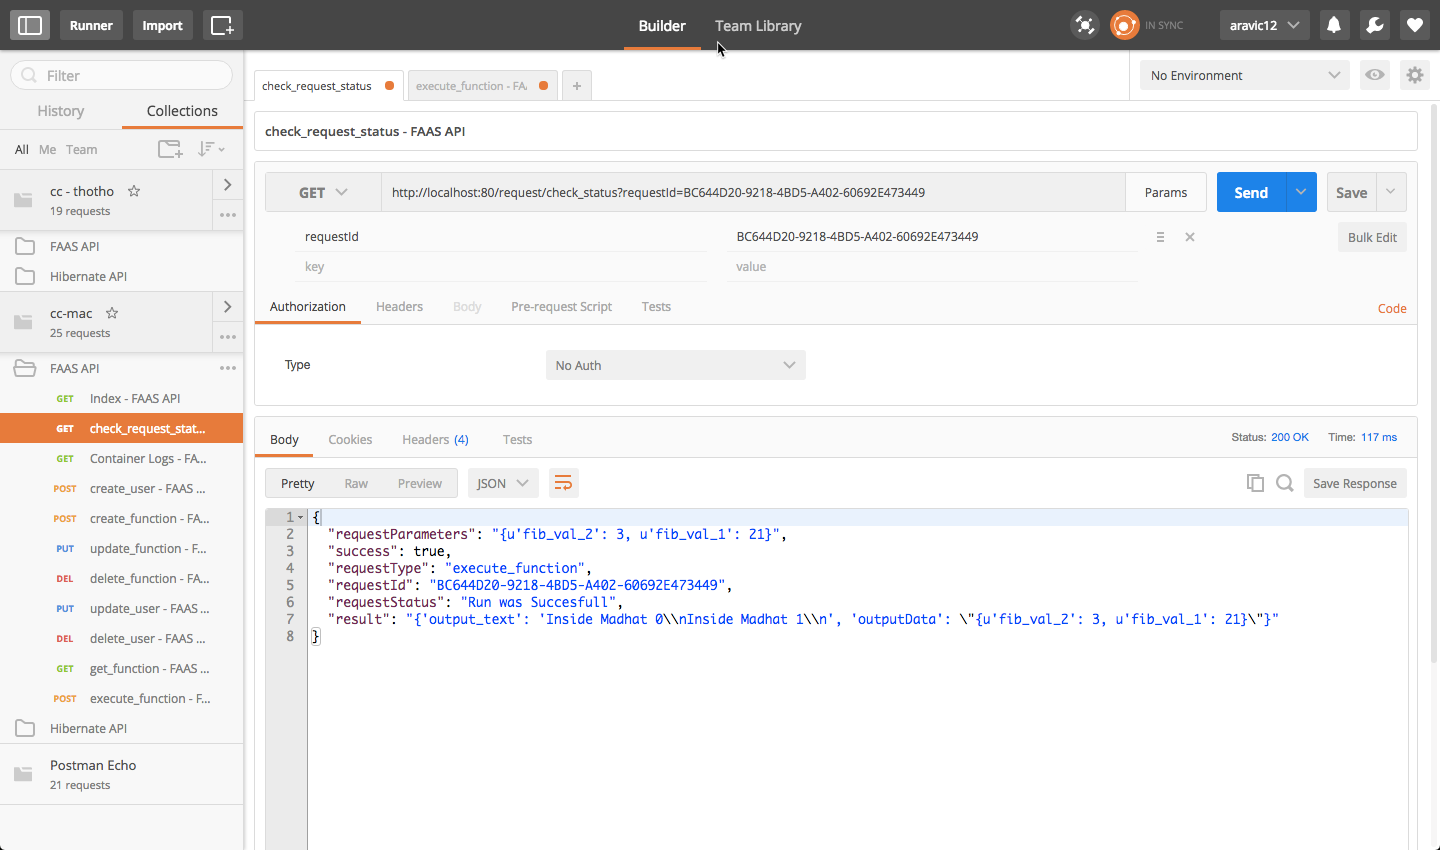 Runner
Import
Builder
Team Library
IN SYNC
aravic12
Filter
History
Collections
All Me Team
cc - thotho
19 requests
FAAS API
Hibernate API
cc-mac
25 requests
FAAS API
GET Index - FAAS API
GET check_request_stat...
GET Container Logs - FA...
POST create_user - FAAS ...
POST create_function - FA...
PUT update_function - F...
DEL delete_function - FA...
PUT update_user - FAAS ...
DEL delete_user - FAAS ...
GET get_function - FAAS ...
POST execute_function - F...
Hibernate API
Postman Echo
21 requests
check_request_status
execute_function - FA
+
No Environment
check_request_status - FAAS API
GET
http://localhost:80/request/check_status?requestId=BC644D20-9218-4BD5-A402-60692E473449
Params
Send
Save
requestId
BC644D20-9218-4BD5-A402-60692E473449
Bulk Edit
key
value
Authorization
Headers
Body
Pre-request Script
Tests
Code
Type
No Auth
Body
Cookies
Headers (4)
Tests
Status: 200 OK
Time: 117 ms
Pretty
Raw
Preview
JSON
Save Response
1 {
2 "requestParameters": "{u'fib_val_2': 3, u'fib_val_1': 21}",
3 "success": true,
4 "requestType": "execute_function",
5 "requestId": "BC644D20-9218-4BD5-A402-60692E473449",
6 "requestStatus": "Run was Succesfull",
7 "result": "{'output_text': 'Inside Madhat 0\\nInside Madhat 1\\n', 'outputData': \"{u'fib_val_2': 3, u'fib_val_1': 21}\"}"
8 }